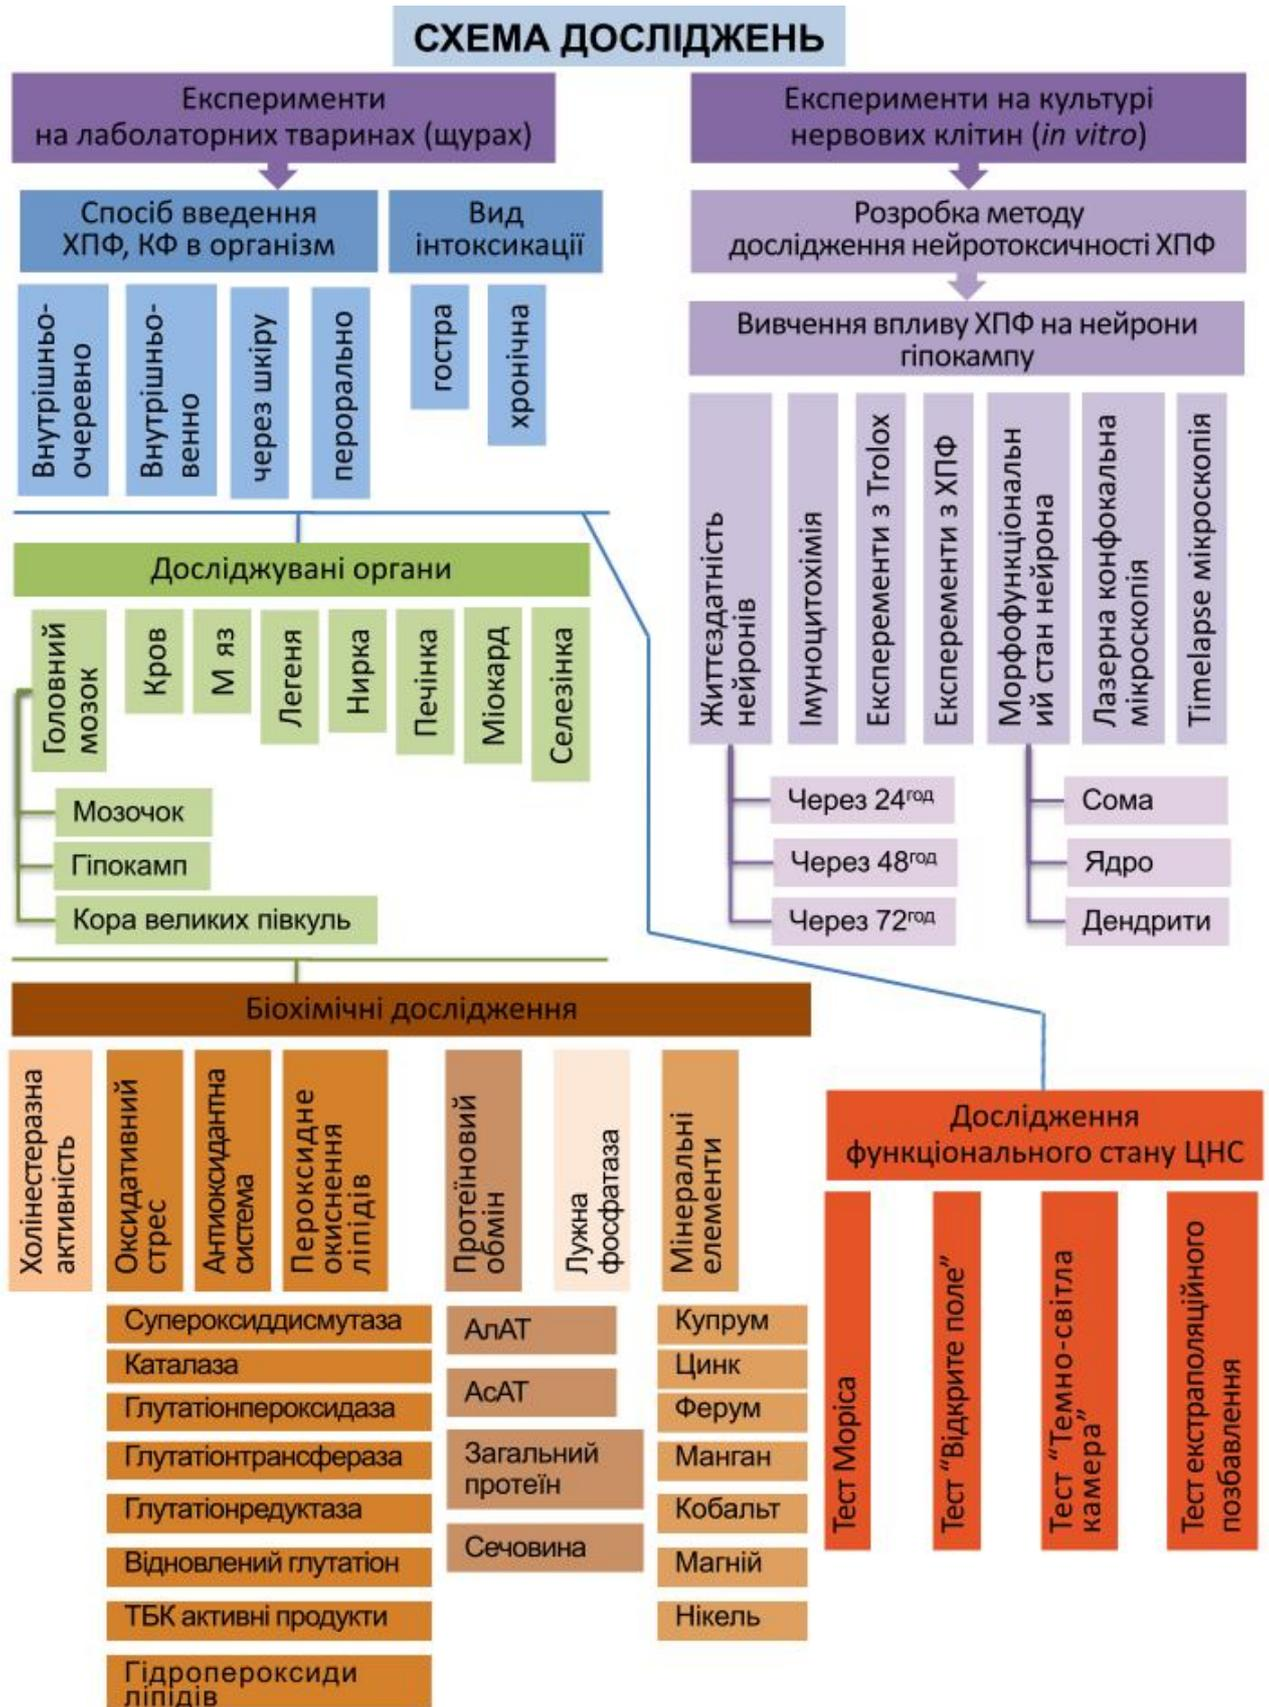 СХЕМА ДОСЛІДЖЕНЬ
Експерименти
на лаболаторних тваринах (щурах)
Спосіб введення
ХПФ, КФ в організм
Вид
інтоксикації
Внутрішньо-
очеревно
Внутрішньо-
венно
через шкіру
перорально
гостра
хронічна
Експерименти на культурі
нервових клітин (in vitro)
Розробка методу
дослідження нейротоксичності ХПФ
Вивчення впливу ХПФ на нейрони
гіпокампу
Життєздатність
нейронів
Імуноцитохімія
Експеременти з Trolox
Експеременти з ХПФ
Морфофункціональн
ий стан нейрона
Лазерна конфокальна
мікроскопія
Timelapse мікроскопія
Через 24год
Через 48год
Через 72год
Сома
Ядро
Дендрити
Досліджувані органи
Головний
мозок
Кров
М яз
Легеня
Нирка
Печінка
Міокард
Селезінка
Мозочок
Гіпокамп
Кора великих півкуль
Біохімічні дослідження
Холінестеразна
активність
Оксидативний
стрес
Антиоксидантна
система
Пероксидне
окиснення
ліпідів
Протеїновий
обмін
Лужна
фосфатаза
Мінеральні
елементи
Супероксиддисмутаза
Каталаза
Глутатіонпероксидаза
Глутатіонтрансфераза
Глутатіонредуктаза
Відновлений глутатіон
ТБК активні продукти
Гідропероксиди
ліпідів
АлАТ
АсАТ
Загальний
протеїн
Сечовина
Купрум
Цинк
Ферум
Манган
Кобальт
Магній
Нікель
Дослідження
функціонального стану ЦНС
Тест Моріса
Тест “Відкрите поле”
Тест “Темно-світла
камера”
Тест екстраполяційного
позбавлення